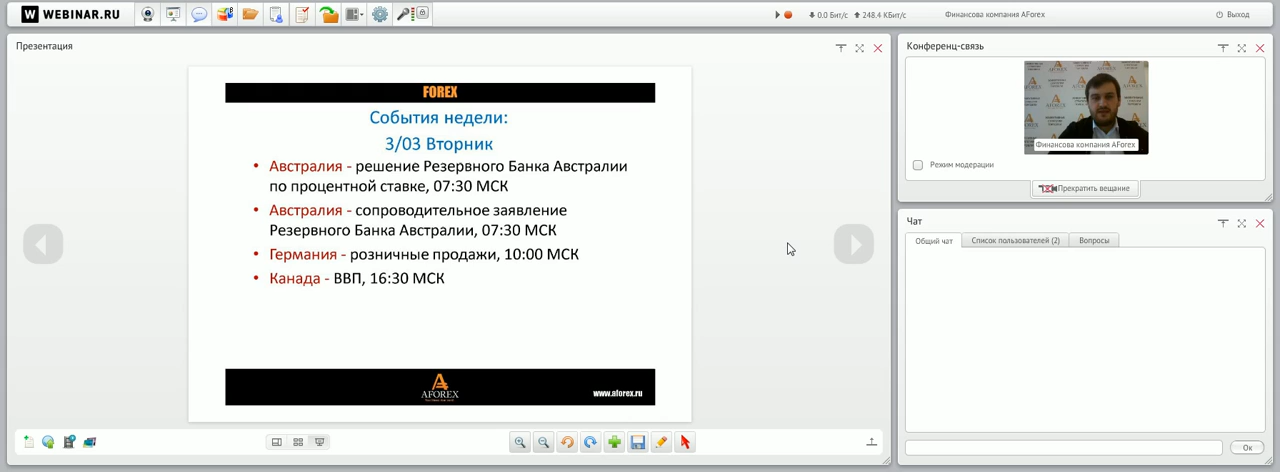 W WEBINAR.RU
0.0 Бит/с 248.4 КБит/с
Финансова компания AForex
Выход
Презентация
FOREX
События недели:
3/03 Вторник
• Австралия - решение Резервного Банка Австралии
по процентной ставке, 07:30 МСК
• Австралия - сопроводительное заявление
Резервного Банка Австралии, 07:30 МСК
• Германия - розничные продажи, 10:00 МСК
• Канада - ВВП, 16:30 МСК
AFOREX
www.aforex.ru
Конференц-связь
Финансова компания AForex
Режим модерации
Прекратить вещание
Чат
Общий чат
Список пользователей (2)
Вопросы
Ок